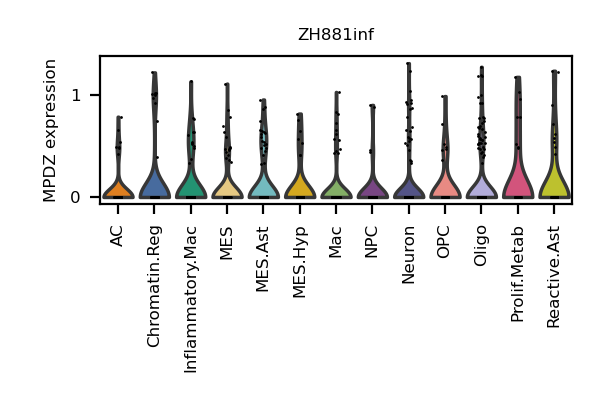 ZH881inf
MPDZ expression
1
0
AC
Chromatin.Reg
Inflammatory.Mac
MES
MES.Ast
MES.Hyp
Mac
NPC
Neuron
OPC
Oligo
Prolif.Metab
Reactive.Ast